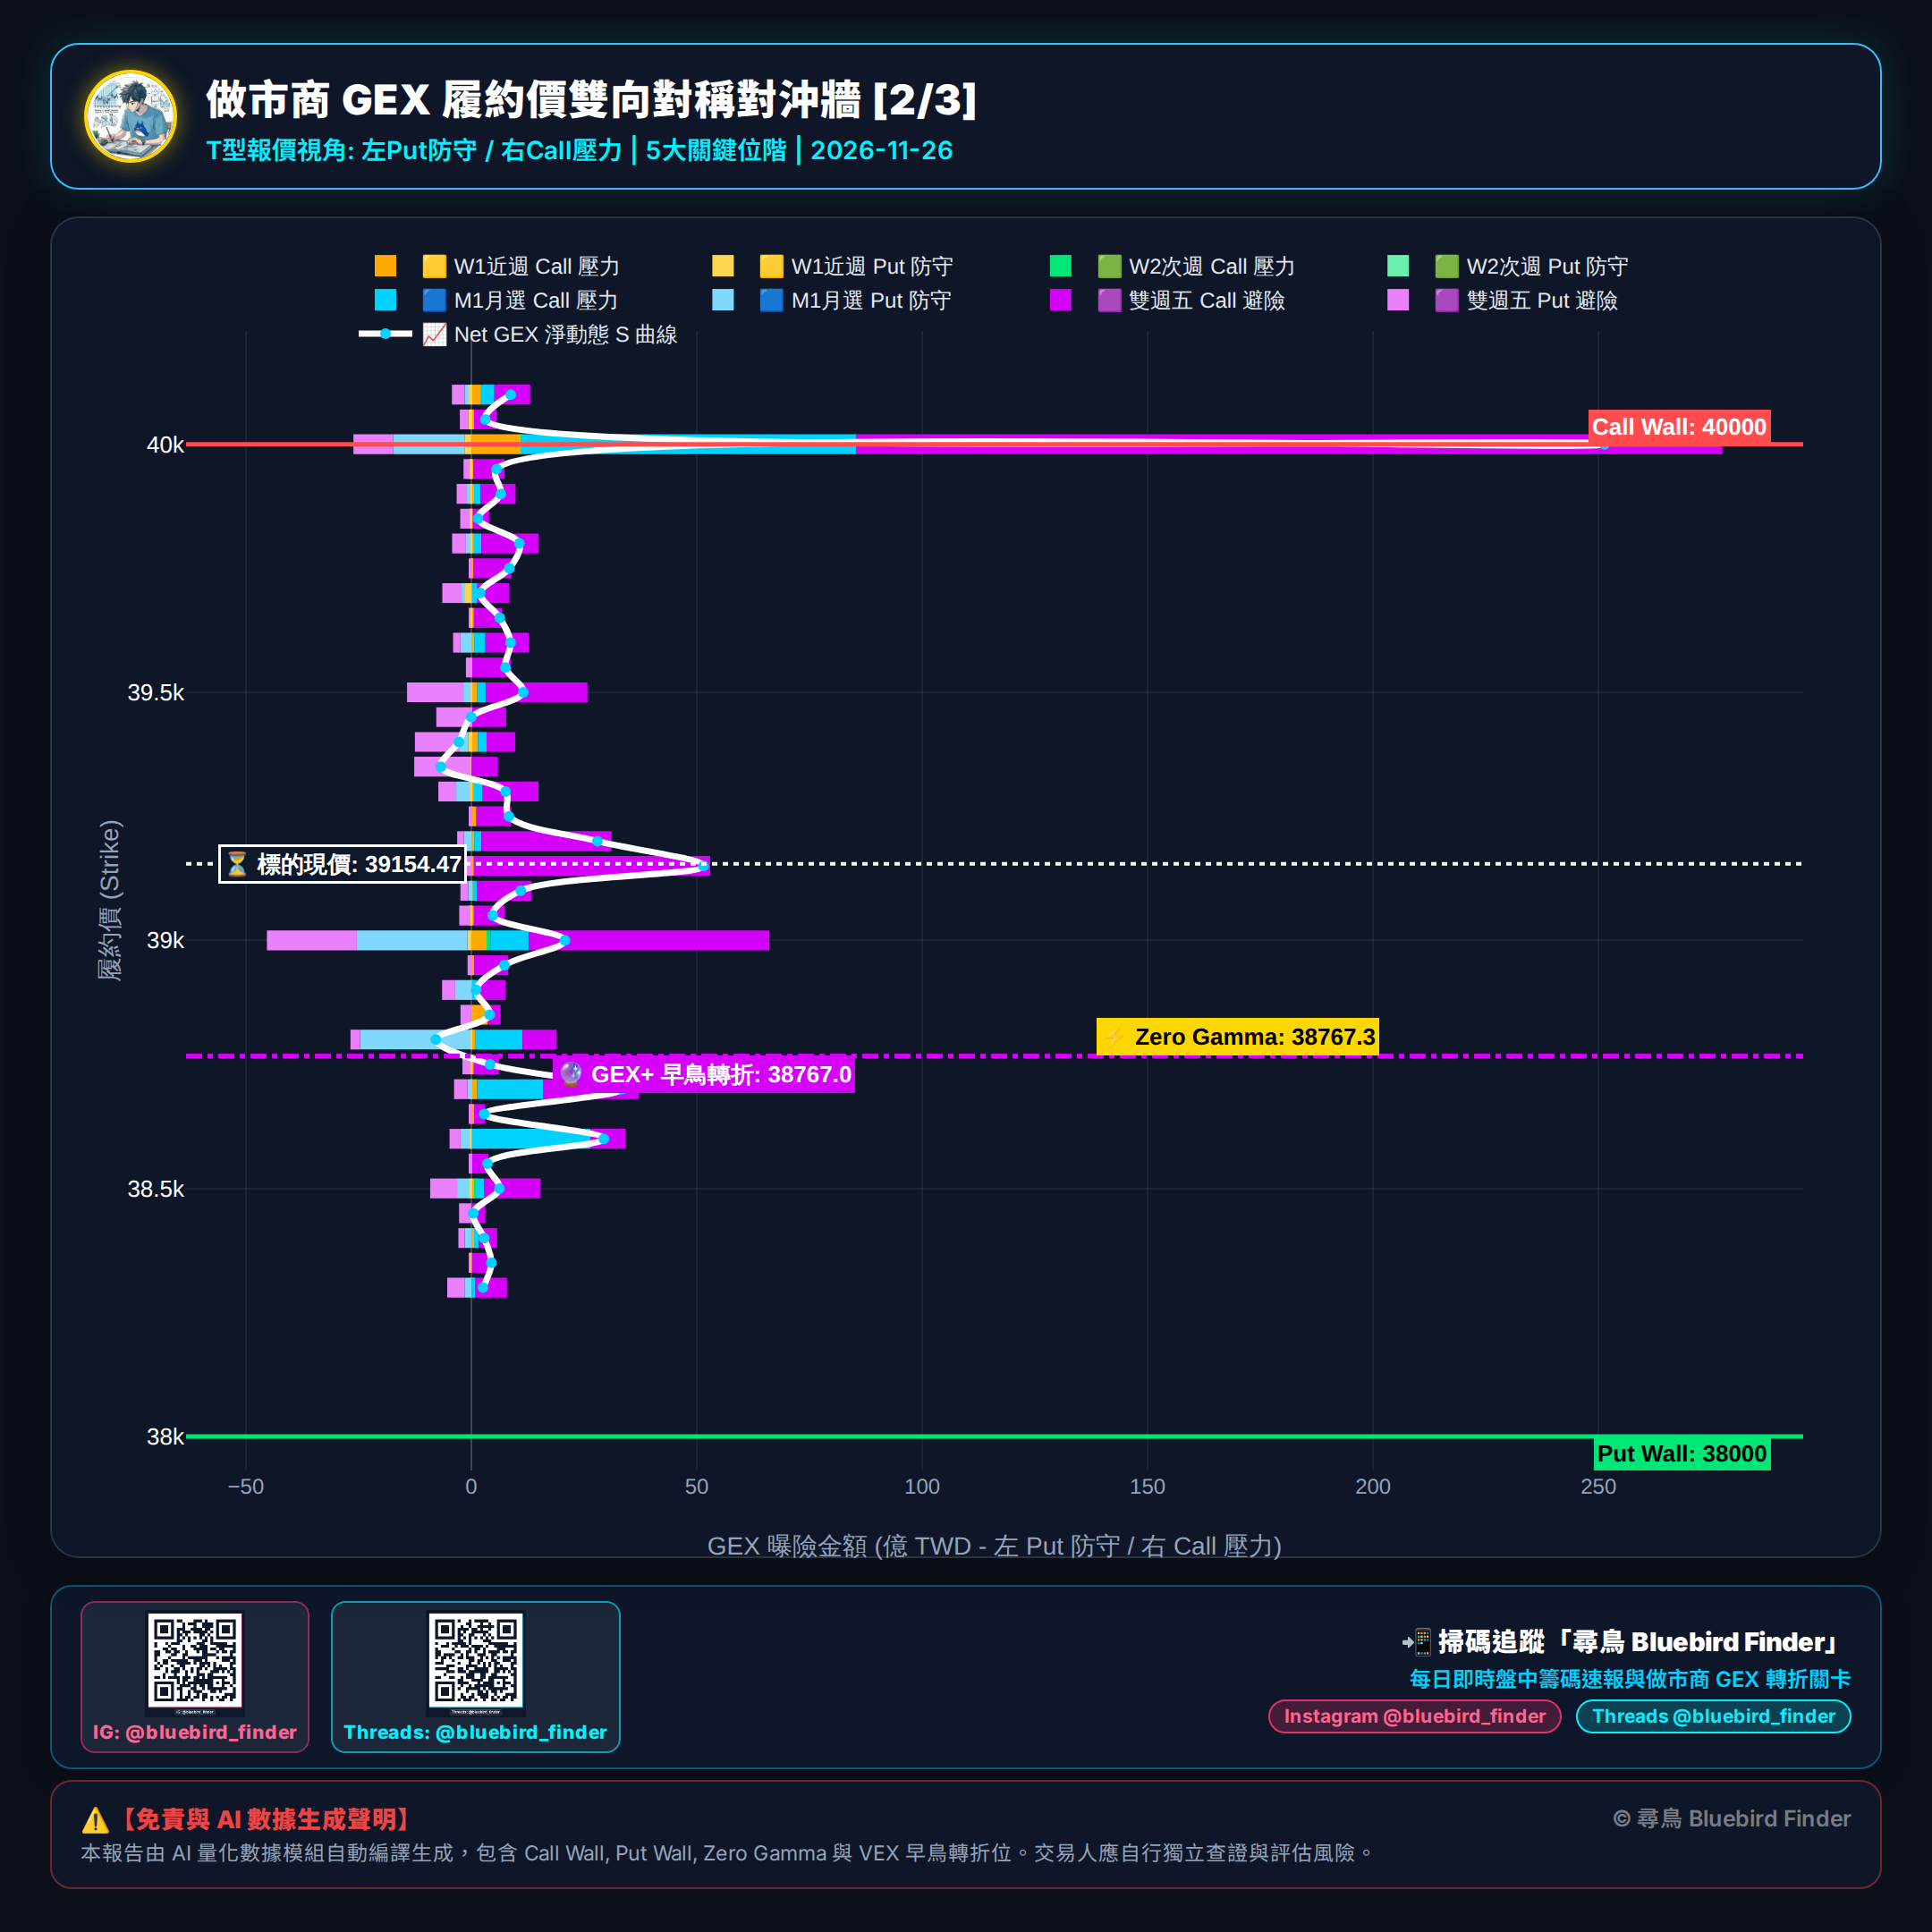 做市商 GEX 履約價雙向對稱對沖牆 [2/3]
T型報價視角: 左Put防守 / 右Call壓力 | 5大關鍵位階 | 2026-11-26
🟨 W1近週 Call 壓力
🟨 W1近週 Put 防守
🟩 W2次週 Call 壓力
🟩 W2次週 Put 防守
🟦 M1月選 Call 壓力
🟦 M1月選 Put 防守
🟪 雙週五 Call 避險
🟪 雙週五 Put 避險
📈 Net GEX 淨動態 S 曲線
Call Wall: 40000
40k
39.5k
⏳ 標的現價: 39154.47
履約價 (Strike)
39k
⚡ Zero Gamma: 38767.3
🔮 GEX+ 早鳥轉折: 38767.0
38.5k
38k
Put Wall: 38000
−50
0
50
100
150
200
250
GEX 曝險金額 (億 TWD - 左 Put 防守 / 右 Call 壓力)
IG: @bluebird_finder
Threads: @bluebird_finder
IG: @bluebird_finder
Threads: @bluebird_finder
📲 掃碼追蹤「尋鳥 Bluebird Finder」
每日即時盤中籌碼速報與做市商 GEX 轉折關卡
Instagram @bluebird_finder
Threads @bluebird_finder
⚠️【免責與 AI 數據生成聲明】
© 尋鳥 Bluebird Finder
本報告由 AI 量化數據模組自動編譯生成，包含 Call Wall, Put Wall, Zero Gamma 與 VEX 早鳥轉折位。交易人應自行獨立查證與評估風險。